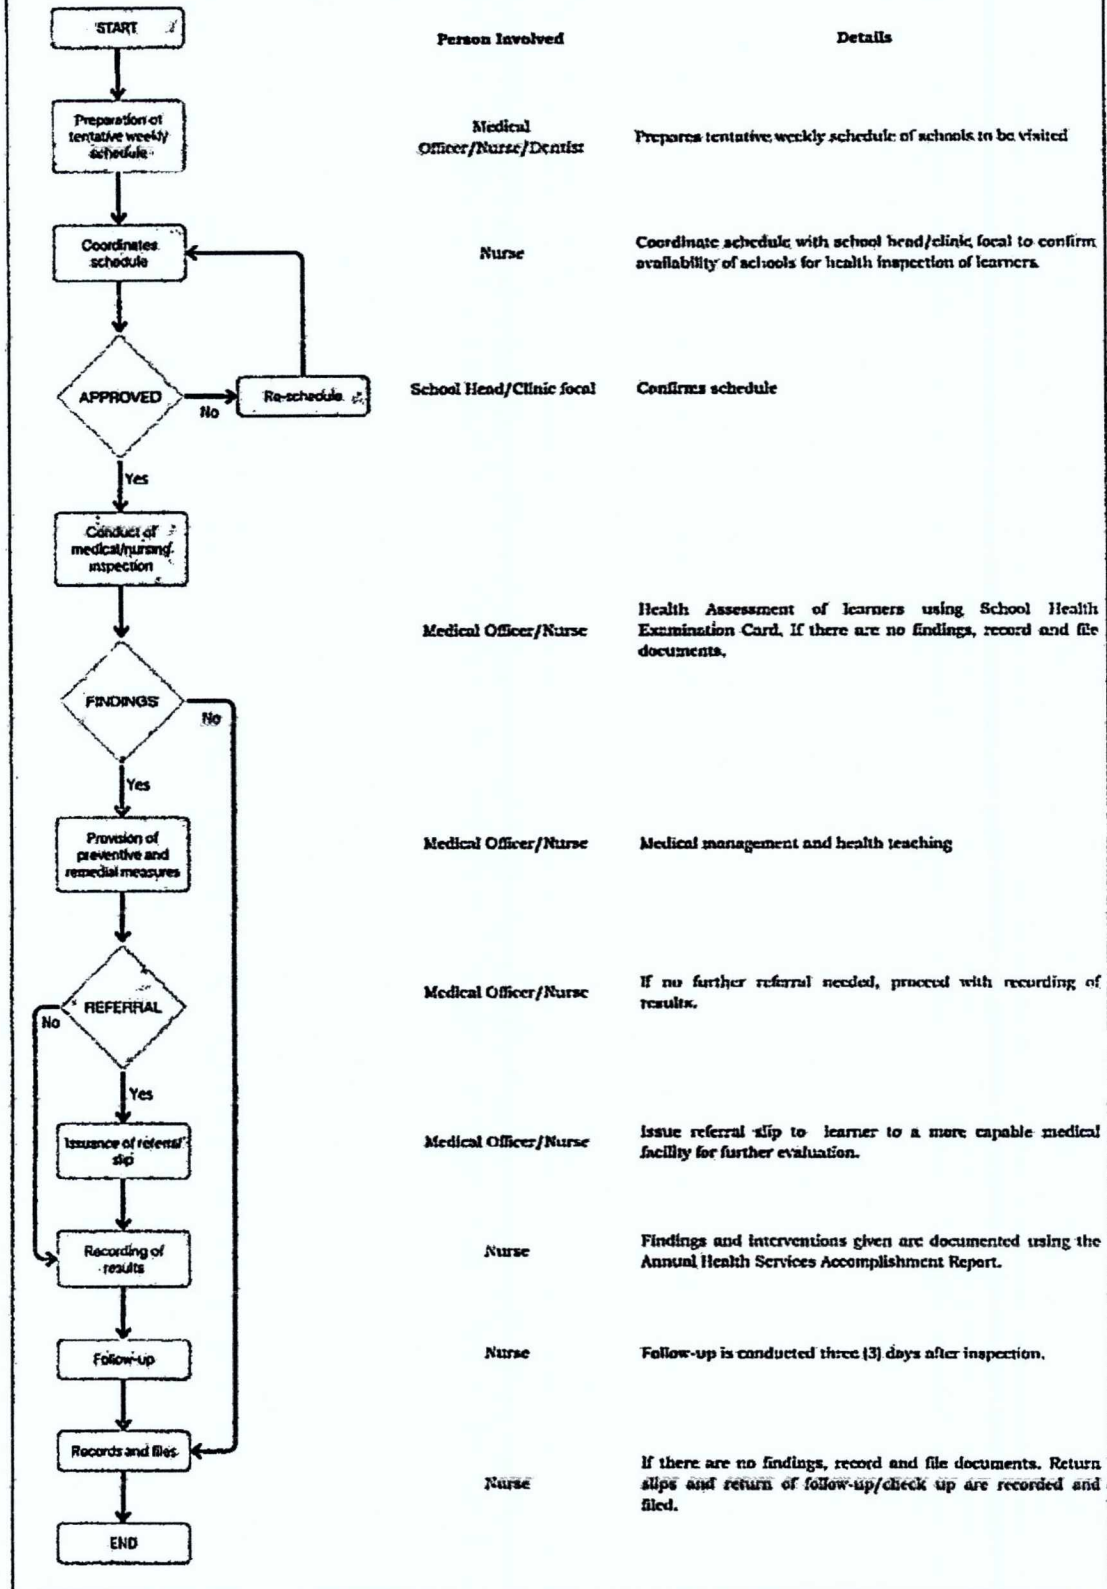 START
Person Involved
Details
Preparation of
tentative weekly
schedule
Medical
Officer/Nurse/Dentist
Prepares tentative weekly schedule of schools to be visited
Coordinates
schedule
Nurse
Coordinate schedule with school head/clinic focal to confirm
availability of schools for health inspection of learners.
APPROVED
No
Re-schedule
School Head/Clinic focal
Confirms schedule
Yes
Conduct of
medical/nursing
inspection
Medical Officer/Nurse
Health Assessment of learners using School Health
Examination Card. If there are no findings, record and file
documents.
FINDINGS
No
Yes
Provision of
preventive and
remedial measures
Medical Officer/Nurse
Medical management and health teaching
REFERRAL
No
Medical Officer/Nurse
If no further referral needed, proceed with recording of
results.
Yes
Issuance of referral
slip
Medical Officer/Nurse
Issue referral slip to learner to a more capable medical
facility for further evaluation.
Recording of
results
Nurse
Findings and interventions given are documented using the
Annual Health Services Accomplishment Report.
Follow-up
Nurse
Follow-up is conducted three (3) days after inspection.
Records and files
Nurse
If there are no findings, record and file documents. Return
slips and return of follow-up/check up are recorded and
filed.
END